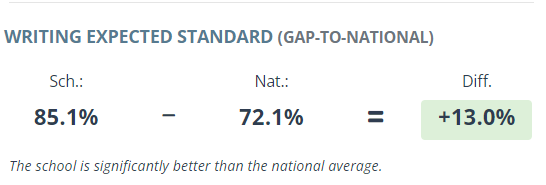 WRITING EXPECTED STANDARD (GAP-TO-NATIONAL)
Sch.: Nat.: Diff.
85.1% − 72.1% = +13.0%
The school is significantly better than the national average.